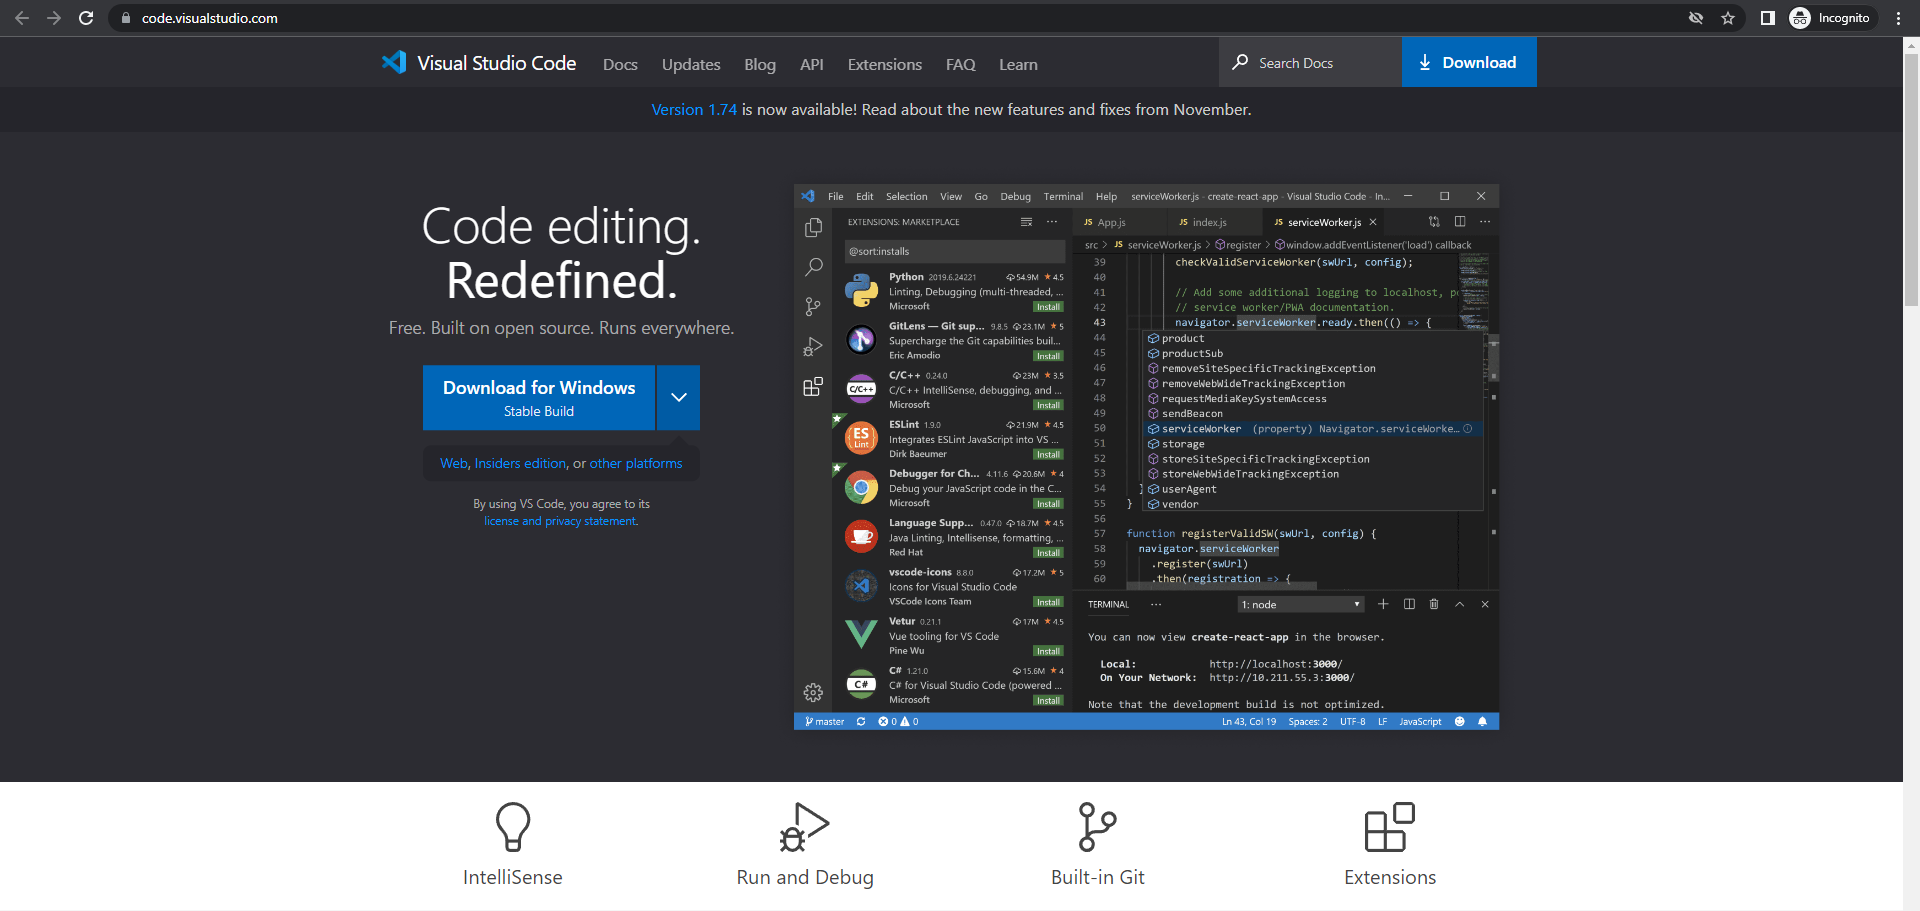 code.visualstudio.com
Incognito
Visual Studio Code Docs Updates Blog API Extensions FAQ Learn
Search Docs
Download
Version 1.74 is now available! Read about the new features and fixes from November.
Code editing.
Redefined.
Free. Built on open source. Runs everywhere.
Download for Windows
Stable Build
Web, Insiders edition, or other platforms
By using VS Code, you agree to its
license and privacy statement.
File Edit Selection View Go Debug Terminal Help serviceWorker.js - create-react-app - Visual Studio Code - In...
EXTENSIONS: MARKETPLACE
@sort:installs
Python 2019.6.24221 54.9M 4.5
Linting, Debugging (multi-threaded, ...
Microsoft Install
GitLens — Git sup... 9.8.5 23.1M 5
Supercharge the Git capabilities buil...
Eric Amodio Install
C/C++
C/C++ 0.24.0 23M 3.5
C/C++ IntelliSense, debugging, and ...
Microsoft Install
ES
Lint
ESLint 1.9.0 21.9M 4.5
Integrates ESLint JavaScript into VS ...
Dirk Baeumer Install
Debugger for Ch... 4.11.6 20.6M 4
Debug your JavaScript code in the C...
Microsoft Install
Language Supp... 0.47.0 18.7M 4.5
Java Linting, Intellisense, formatting, ...
Red Hat Install
vscode-icons 8.8.0 17.2M 5
Icons for Visual Studio Code
VSCode Icons Team Install
Vetur 0.21.1 17M 4.5
Vue tooling for VS Code
Pine Wu Install
C#
C# 1.21.0 15.6M 4
C# for Visual Studio Code (powered ...
Microsoft Install
JS App.js JS index.js JS serviceWorker.js
src > JS serviceWorker.js > register > window.addEventListener('load') callback
39 checkValidServiceWorker(swUrl, config);
40
41 // Add some additional logging to localhost, po
42 // service worker/PWA documentation.
43 navigator.serviceWorker.ready.then(() => {
44 product
45 productSub
46 removeSiteSpecificTrackingException
47 removeWebWideTrackingException
48 requestMediaKeySystemAccess
49 sendBeacon
50 serviceWorker (property) Navigator.serviceWorke...
51 storage
52 storeSiteSpecificTrackingException
53 storeWebWideTrackingException
54 } userAgent
55 } vendor
56
57 function registerValidSW(swUrl, config) {
58 navigator.serviceWorker
59 .register(swUrl)
60 .then(registration => {
TERMINAL ... 1: node
You can now view create-react-app in the browser.
Local: http://localhost:3000/
On Your Network: http://10.211.55.3:3000/
Note that the development build is not optimized.
master 0 0 Ln 43, Col 19 Spaces: 2 UTF-8 LF JavaScript
IntelliSense
Run and Debug
Built-in Git
Extensions